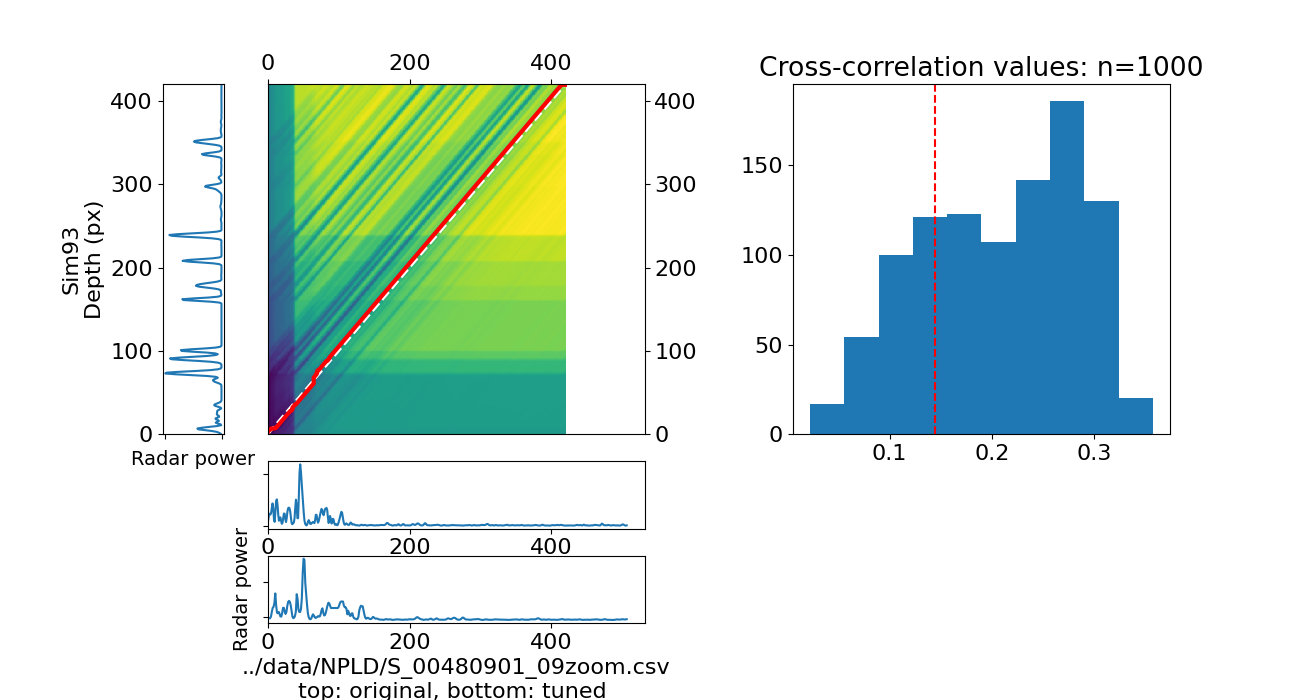 0 200 400
Cross-correlation values: n=1000
400
300
200
100
0
Sim93
Depth (px)
Radar power
400
300
200
100
0
150
100
50
0
0.1 0.2 0.3
0 200 400
Radar power
0 200 400
../data/NPLD/S_00480901_09zoom.csv
top: original, bottom: tuned